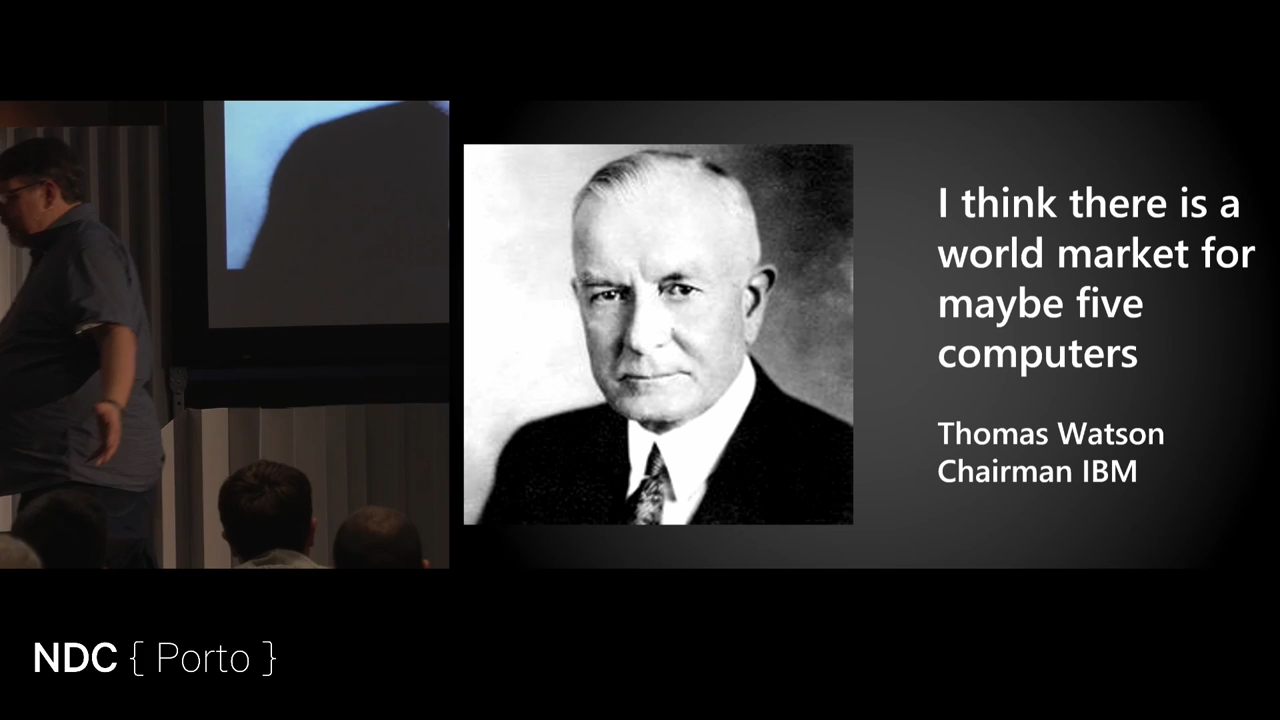 I think there is a
world market for
maybe five
computers
Thomas Watson
Chairman IBM
NDC { Porto }